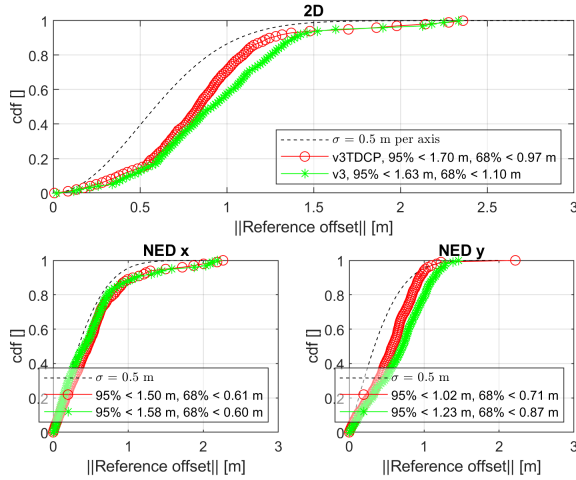 2D
1
0.8
0.6
0.4
0.2
0
cdf []
σ = 0.5 m per axis
v3TDCP, 95% < 1.70 m, 68% < 0.97 m
v3, 95% < 1.63 m, 68% < 1.10 m
0 0.5 1 1.5 2 2.5 3
||Reference offset|| [m]
NED x
1
0.8
0.6
0.4
0.2
0
cdf []
σ = 0.5 m
95% < 1.50 m, 68% < 0.61 m
95% < 1.58 m, 68% < 0.60 m
0 1 2 3
||Reference offset|| [m]
NED y
1
0.8
0.6
0.4
0.2
0
cdf []
σ = 0.5 m
95% < 1.02 m, 68% < 0.71 m
95% < 1.23 m, 68% < 0.87 m
0 1 2 3
||Reference offset|| [m]